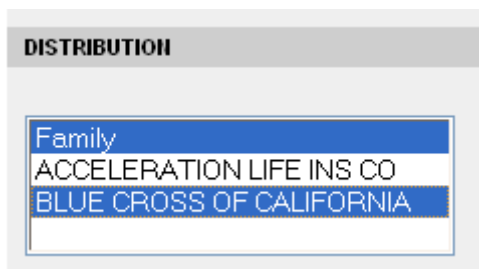 DISTRIBUTION
Family
ACCELERATION LIFE INS CO
BLUE CROSS OF CALIFORNIA